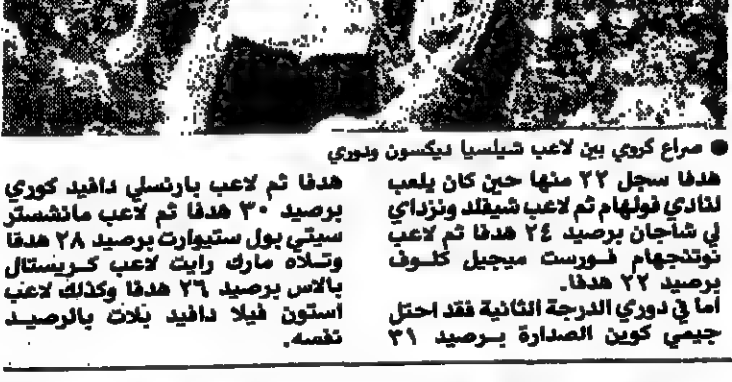 ● صراع كروي بين لاعب شيلسيا ديكسون ودوري
هدفا سجل ٢٢ منها حين كان يلعب
لنادي فولهام ثم لاعب شيفلد ونزداي
لي شاجان برصيد ٢٤ هدفا ثم لاعب
نوتنجهام فورست ميجيل كلوف
برصيد ٢٢ هدفا.
أما في دوري الدرجة الثانية فقد احتل
جيمي كوين الصدارة برصيد ٣١
هدفا ثم لاعب بارنسلي دافيد كوري
برصيد ٣٠ هدفا ثم لاعب مانشستر
سيتي بول ستيوارت برصيد ٢٨ هدفا
وتلاه مارك رايت لاعب كريستال
بالاس برصيد ٢٦ هدفا وكذلك لاعب
استون فيلا دافيد بلات بالرصيد
نفسه.